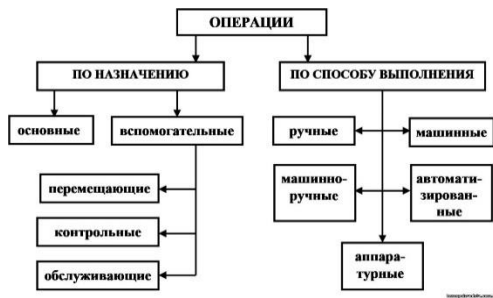 ОПЕРАЦИИ
ПО НАЗНАЧЕНИЮ
ПО СПОСОБУ ВЫПОЛНЕНИЯ
основные
вспомогательные
ручные
машинные
перемещающие
машинно-
ручные
автомати-
зирован-
ные
контрольные
обслуживающие
аппара-
турные